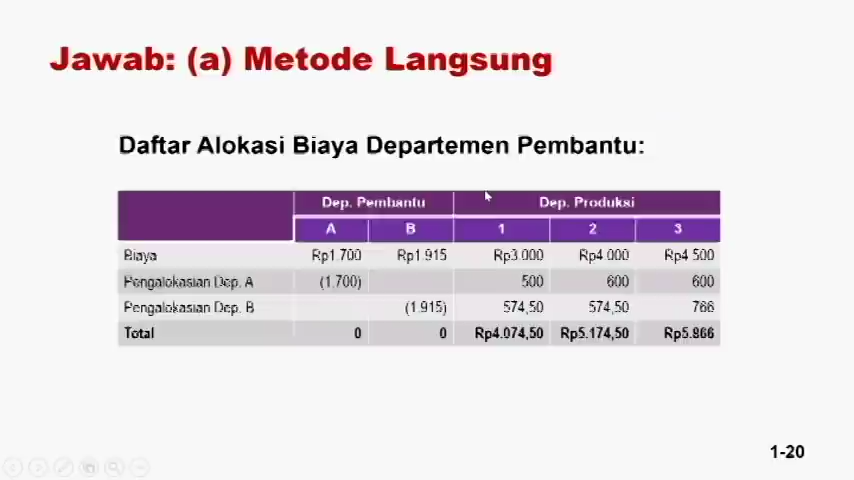 Jawab: (a) Metode Langsung
Daftar Alokasi Biaya Departemen Pembantu:
Dep. Pembantu Dep. Produksi
A B 1 2 3
Biaya Rp1.700 Rp1.915 Rp3.000 Rp4.000 Rp4.500
Pengalokasian Dep. A (1.700) 500 600 600
Pengalokasian Dep. B (1.915) 574,50 574,50 766
Total 0 0 Rp4.074,50 Rp5.174,50 Rp5.866
1-20